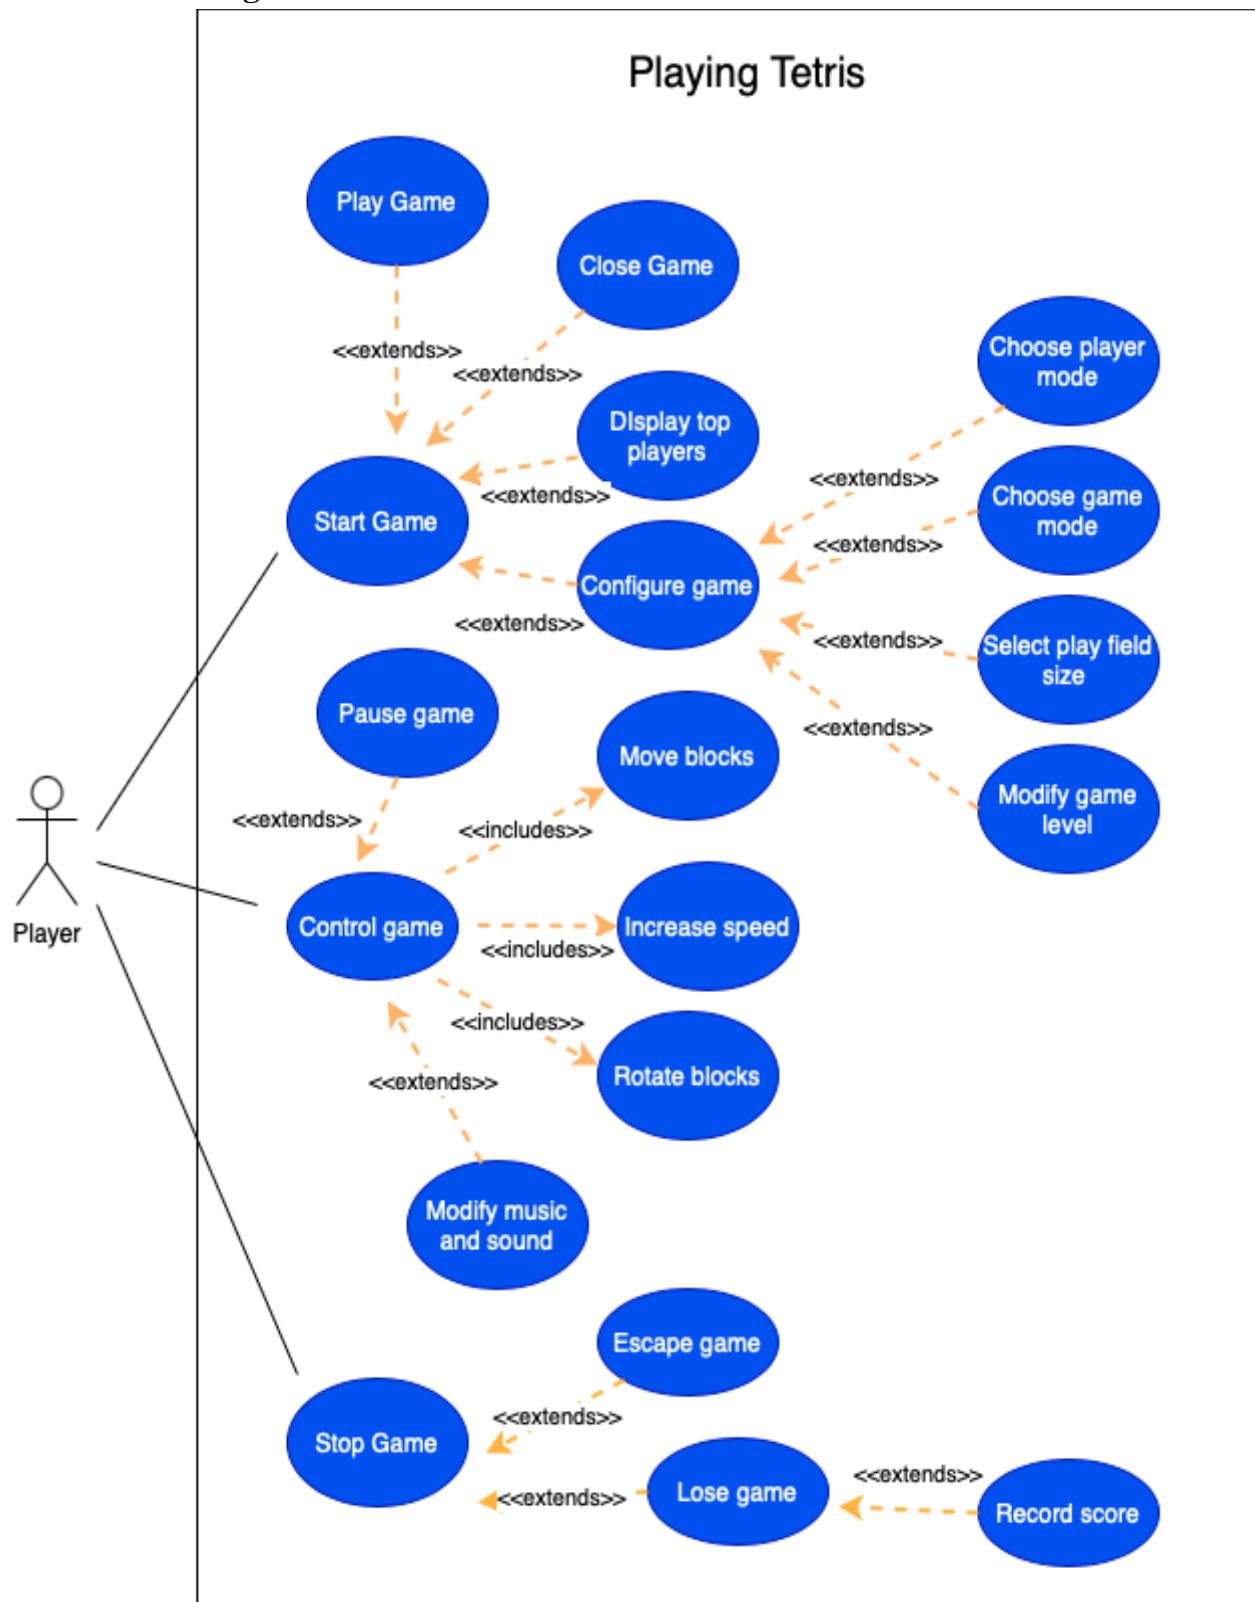 Playing Tetris
Play Game
Close Game
<<extends>>
<<extends>>
Choose player
mode
DIsplay top
players
<<extends>>
<<extends>>
Choose game
mode
Start Game
<<extends>>
Configure game
<<extends>>
<<extends>>
Select play field
size
Pause game
<<extends>>
Move blocks
Modify game
level
<<extends>>
<<includes>>
Player
Control game
Increase speed
<<includes>>
<<includes>>
Rotate blocks
<<extends>>
Modify music
and sound
Escape game
<<extends>>
Stop Game
Lose game
<<extends>>
<<extends>>
Record score